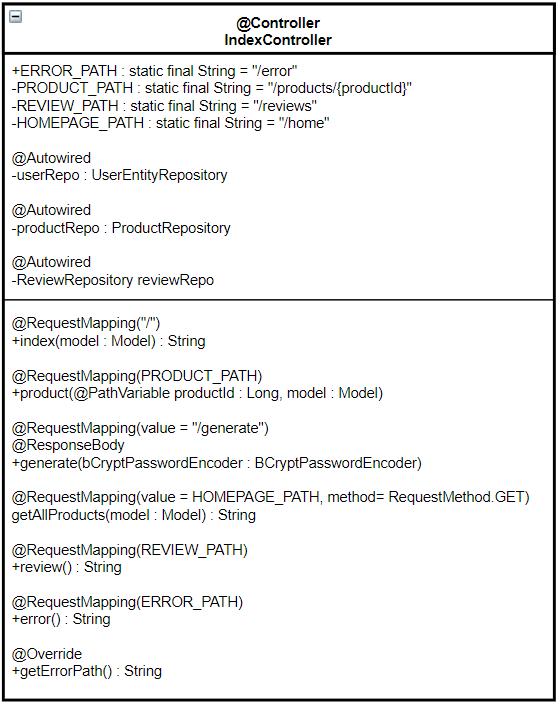 @Controller
IndexController
+ERROR_PATH : static final String = "/error"
-PRODUCT_PATH : static final String = "/products/{productId}"
-REVIEW_PATH : static final String = "/reviews"
-HOMEPAGE_PATH : static final String = "/home"
@Autowired
-userRepo : UserEntityRepository
@Autowired
-productRepo : ProductRepository
@Autowired
-ReviewRepository reviewRepo
@RequestMapping("/")
+index(model : Model) : String
@RequestMapping(PRODUCT_PATH)
+product(@PathVariable productId : Long, model : Model)
@RequestMapping(value = "/generate")
@ResponseBody
+generate(bCryptPasswordEncoder : BCryptPasswordEncoder)
@RequestMapping(value = HOMEPAGE_PATH, method= RequestMethod.GET)
getAllProducts(model : Model) : String
@RequestMapping(REVIEW_PATH)
+review() : String
@RequestMapping(ERROR_PATH)
+error() : String
@Override
+getErrorPath() : String